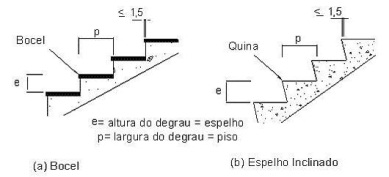 ≤ 1,5
Bocel
p
e
≤ 1,5
Quina
p
e
e= altura do degrau = espelho
p= largura do degrau = piso
(a) Bocel
(b) Espelho Inclinado